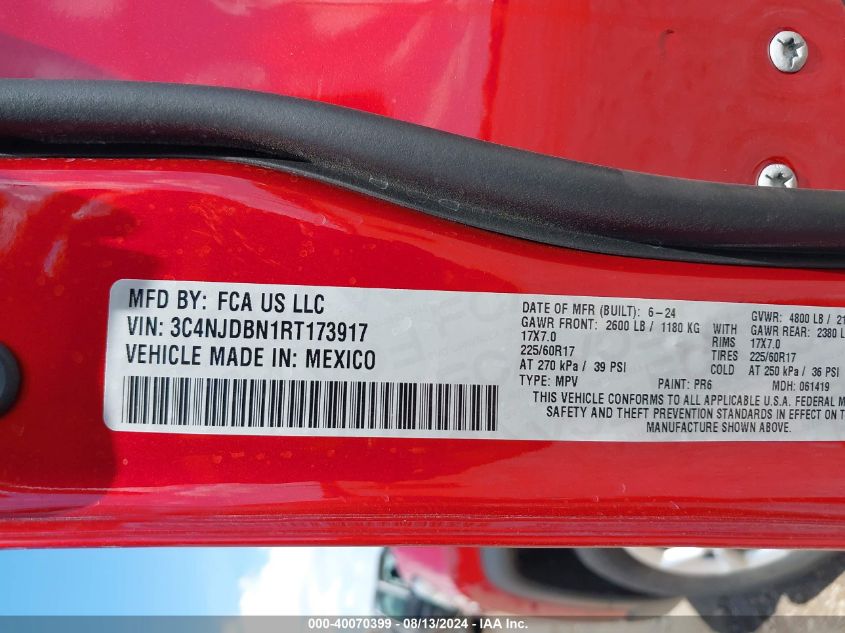 MFD BY: FCA US LLC
VIN: 3C4NJDBN1RT173917
VEHICLE MADE IN: MEXICO
DATE OF MFR (BUILT): 6-24
GVWR: 4800 LB / 21
GAWR FRONT: 2600 LB / 1180 KG
GAWR REAR: 2380 L
17X7.0 RIMS 17X7.0
225/60R17 TIRES 225/60R17
AT 270 kPa / 39 PSI COLD AT 250 kPa / 36 PSI
TYPE: MPV PAINT: PR6 MDH: 061419
THIS VEHICLE CONFORMS TO ALL APPLICABLE U.S.A. FEDERAL M
SAFETY AND THEFT PREVENTION STANDARDS IN EFFECT ON T
MANUFACTURE SHOWN ABOVE.
000-40070399 - 08/13/2024 - IAA Inc.